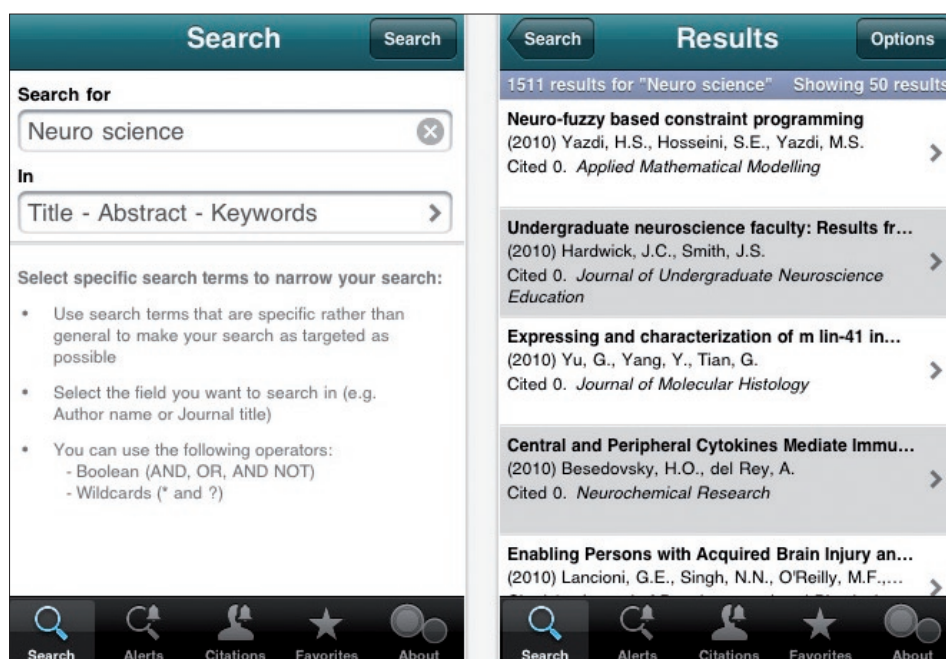 Search
Search
Search for
Neuro science
In
Title - Abstract - Keywords
Select specific search terms to narrow your search:
• Use search terms that are specific rather than
general to make your search as targeted as
possible
• Select the field you want to search in (e.g.
Author name or Journal title)
• You can use the following operators:
- Boolean (AND, OR, AND NOT)
- Wildcards (* and ?)
Search
Alerts
Citations
Favorites
About
Search
Results
Options
1511 results for "Neuro science" Showing 50 results
Neuro-fuzzy based constraint programming
(2010) Yazdi, H.S., Hosseini, S.E., Yazdi, M.S.
Cited 0. Applied Mathematical Modelling
Undergraduate neuroscience faculty: Results fr...
(2010) Hardwick, J.C., Smith, J.S.
Cited 0. Journal of Undergraduate Neuroscience
Education
Expressing and characterization of m lin-41 in...
(2010) Yu, G., Yang, Y., Tian, G.
Cited 0. Journal of Molecular Histology
Central and Peripheral Cytokines Mediate Immu...
(2010) Besedovsky, H.O., del Rey, A.
Cited 0. Neurochemical Research
Enabling Persons with Acquired Brain Injury an...
(2010) Lancioni, G.E., Singh, N.N., O'Reilly, M.F.,...
Search
Alerts
Citations
Favorites
About